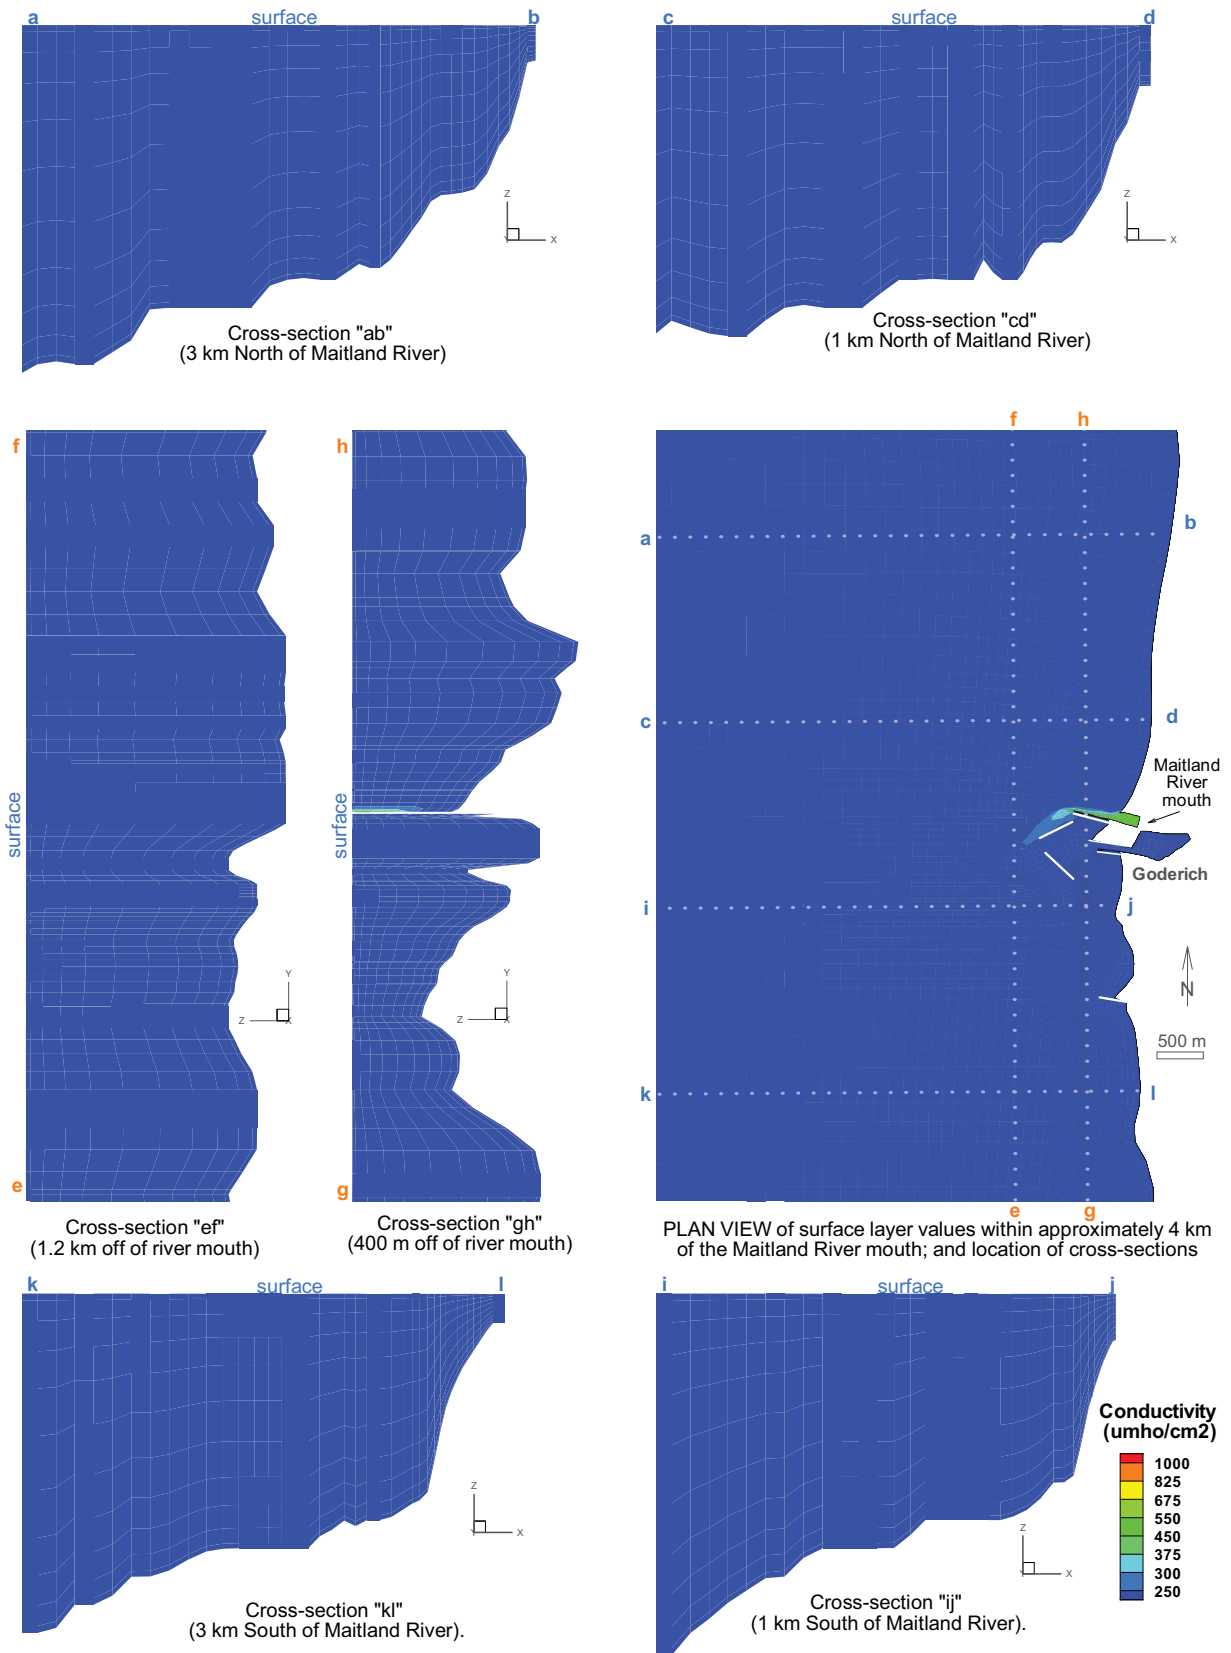 a surface b
c surface d
Z
X
Y
Z
X
Y
Cross-section "ab"
(3 km North of Maitland River)
Cross-section "cd"
(1 km North of Maitland River)
f
surface
e
Y
Z
X
Cross-section "ef"
(1.2 km off of river mouth)
h
surface
g
Y
Z
X
Cross-section "gh"
(400 m off of river mouth)
f h
a b
c d
Maitland
River
mouth
Goderich
i j
N
500 m
k l
e g
PLAN VIEW of surface layer values within approximately 4 km
of the Maitland River mouth; and location of cross-sections
k surface l
Z
Y
X
Cross-section "kl"
(3 km South of Maitland River).
i surface j
Z
Y
X
Cross-section "ij"
(1 km South of Maitland River).
Conductivity
(umho/cm2)
1000
825
675
550
450
375
300
250